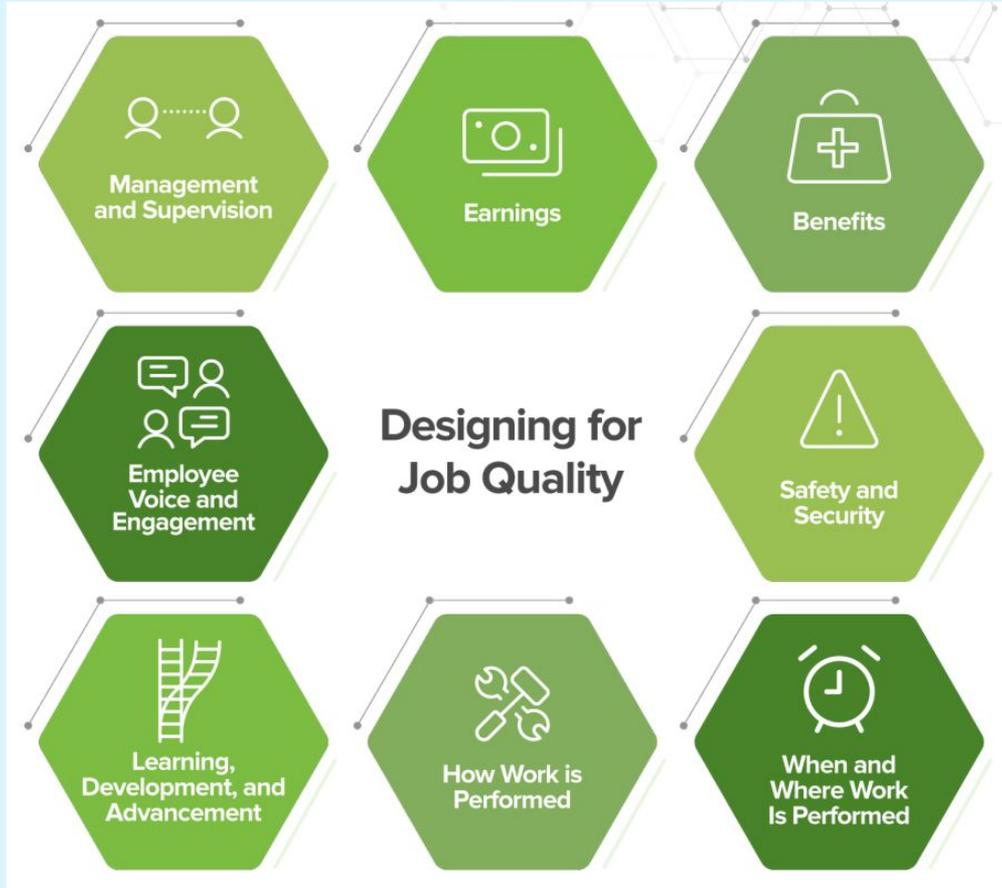 Management
and Supervision
Earnings
Benefits
Employee
Voice and
Engagement
Designing for
Job Quality
Safety and
Security
Learning,
Development, and
Advancement
How Work is
Performed
When and
Where Work
Is Performed